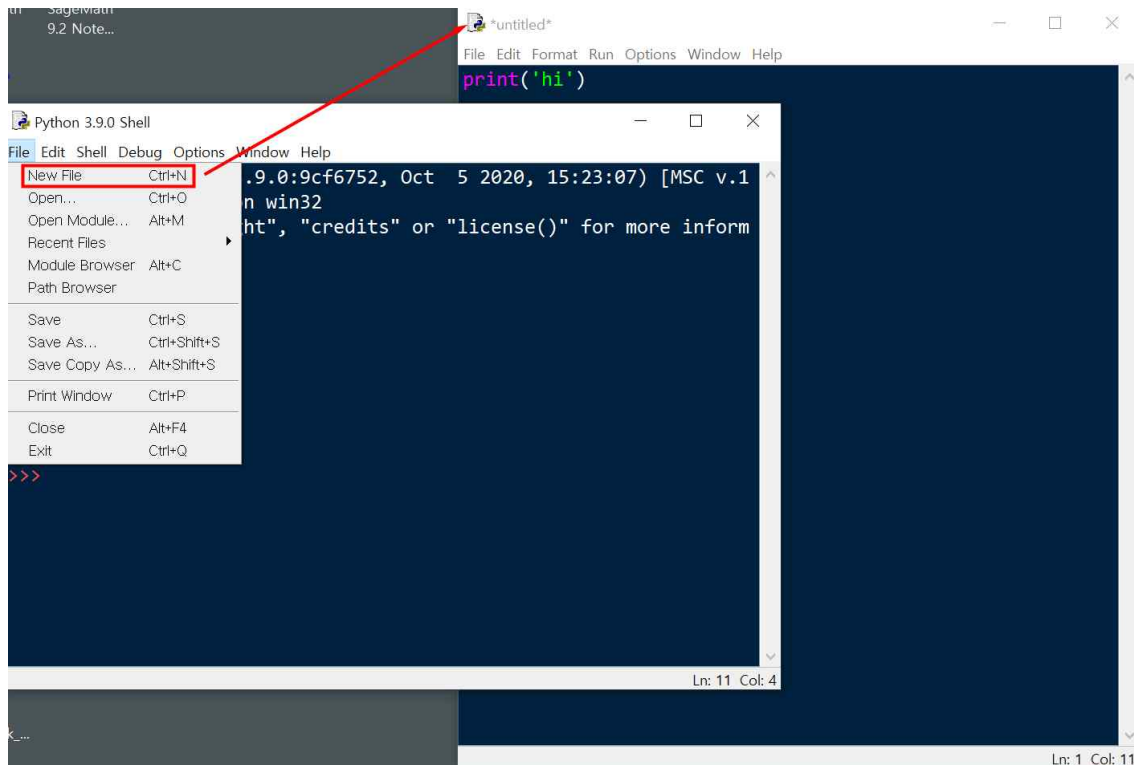 SageMath
9.2 Note...
*untitled*
File Edit Format Run Options Window Help
print('hi')
Python 3.9.0 Shell
File Edit Shell Debug Options Window Help
New File Ctrl+N
Open... Ctrl+O
Open Module... Alt+M
Recent Files
Module Browser Alt+C
Path Browser
Save Ctrl+S
Save As... Ctrl+Shift+S
Save Copy As... Alt+Shift+S
Print Window Ctrl+P
Close Alt+F4
Exit Ctrl+Q
.9.0:9cf6752, Oct 5 2020, 15:23:07) [MSC v.1
n win32
ht", "credits" or "license()" for more inform
>>>
Ln: 11 Col: 4
k_...
Ln: 1 Col: 11